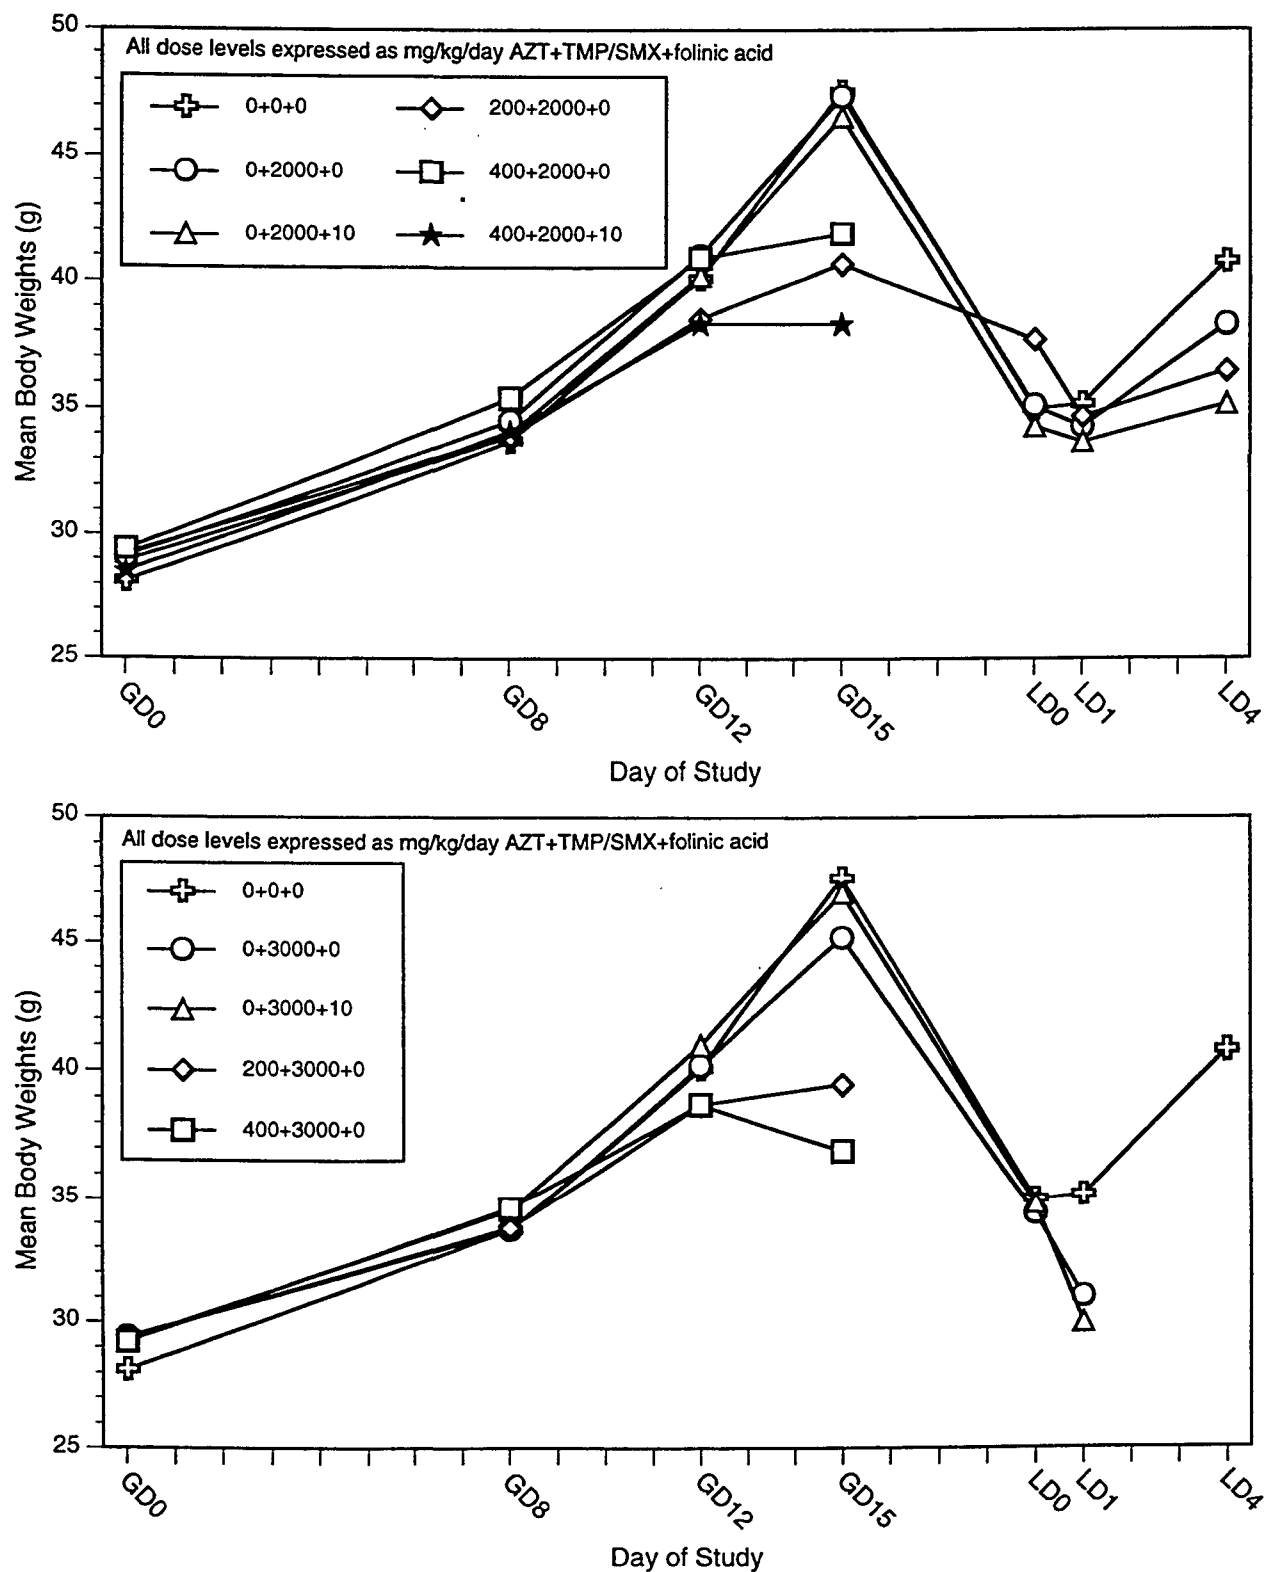 50
All dose levels expressed as mg/kg/day AZT+TMP/SMX+folinic acid
0+0+0
200+2000+0
0+2000+0
400+2000+0
0+2000+10
400+2000+10
45
40
35
30
25
Mean Body Weights (g)
GD0
GD8
GD12
GD15
LD0
LD1
LD4
Day of Study
50
All dose levels expressed as mg/kg/day AZT+TMP/SMX+folinic acid
0+0+0
0+3000+0
0+3000+10
200+3000+0
400+3000+0
45
40
35
30
25
Mean Body Weights (g)
GD0
GD8
GD12
GD15
LD0
LD1
LD4
Day of Study